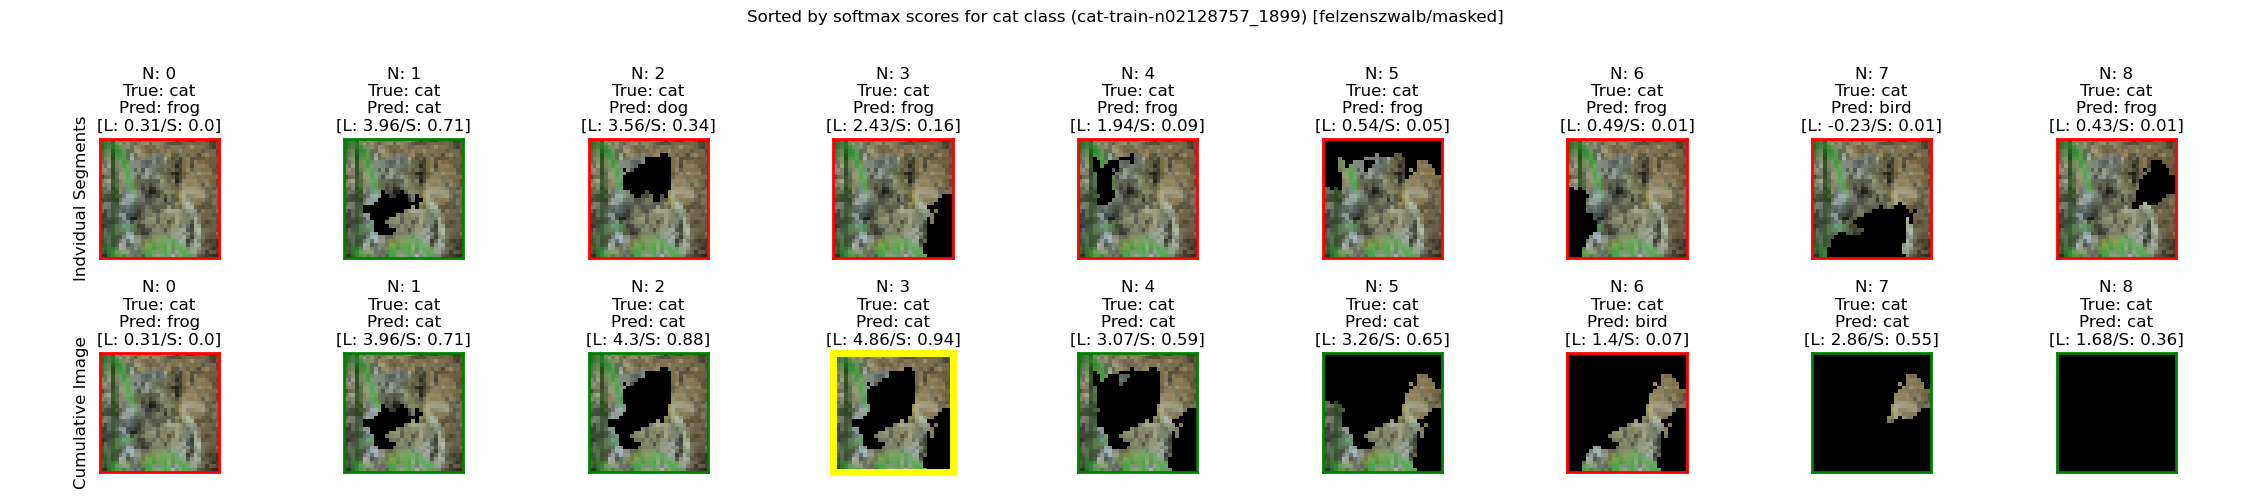 Sorted by softmax scores for cat class (cat-train-n02128757_1899) [felzenszwalb/masked]
Indvidual Segments
N: 0
True: cat
Pred: frog
[L: 0.31/S: 0.0]
N: 1
True: cat
Pred: cat
[L: 3.96/S: 0.71]
N: 2
True: cat
Pred: dog
[L: 3.56/S: 0.34]
N: 3
True: cat
Pred: frog
[L: 2.43/S: 0.16]
N: 4
True: cat
Pred: frog
[L: 1.94/S: 0.09]
N: 5
True: cat
Pred: frog
[L: 0.54/S: 0.05]
N: 6
True: cat
Pred: frog
[L: 0.49/S: 0.01]
N: 7
True: cat
Pred: bird
[L: -0.23/S: 0.01]
N: 8
True: cat
Pred: frog
[L: 0.43/S: 0.01]
Cumulative Image
N: 0
True: cat
Pred: frog
[L: 0.31/S: 0.0]
N: 1
True: cat
Pred: cat
[L: 3.96/S: 0.71]
N: 2
True: cat
Pred: cat
[L: 4.3/S: 0.88]
N: 3
True: cat
Pred: cat
[L: 4.86/S: 0.94]
N: 4
True: cat
Pred: cat
[L: 3.07/S: 0.59]
N: 5
True: cat
Pred: cat
[L: 3.26/S: 0.65]
N: 6
True: cat
Pred: bird
[L: 1.4/S: 0.07]
N: 7
True: cat
Pred: cat
[L: 2.86/S: 0.55]
N: 8
True: cat
Pred: cat
[L: 1.68/S: 0.36]